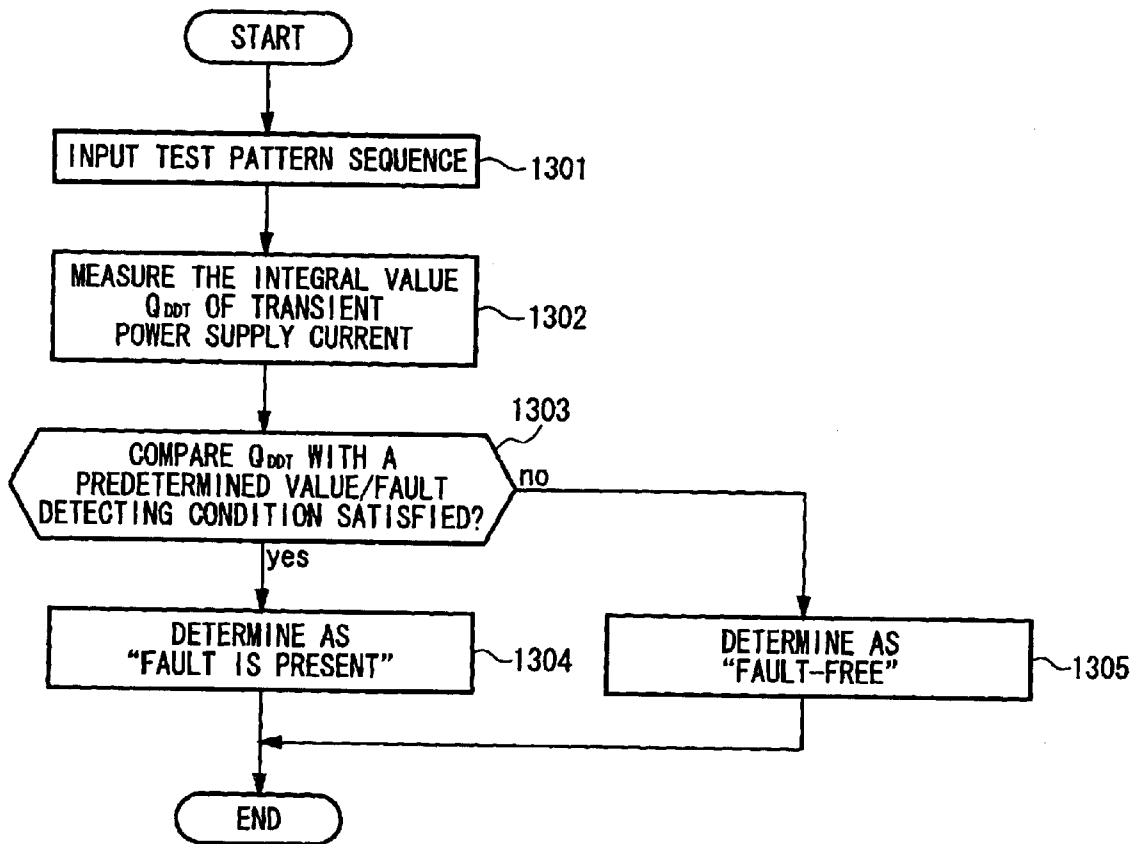 START
INPUT TEST PATTERN SEQUENCE
1301
MEASURE THE INTEGRAL VALUE
QDDT OF TRANSIENT
POWER SUPPLY CURRENT
1302
1303
COMPARE QDDT WITH A
PREDETERMINED VALUE/FAULT
DETECTING CONDITION SATISFIED?
no
yes
DETERMINE AS
“FAULT IS PRESENT”
1304
DETERMINE AS
“FAULT-FREE”
1305
END